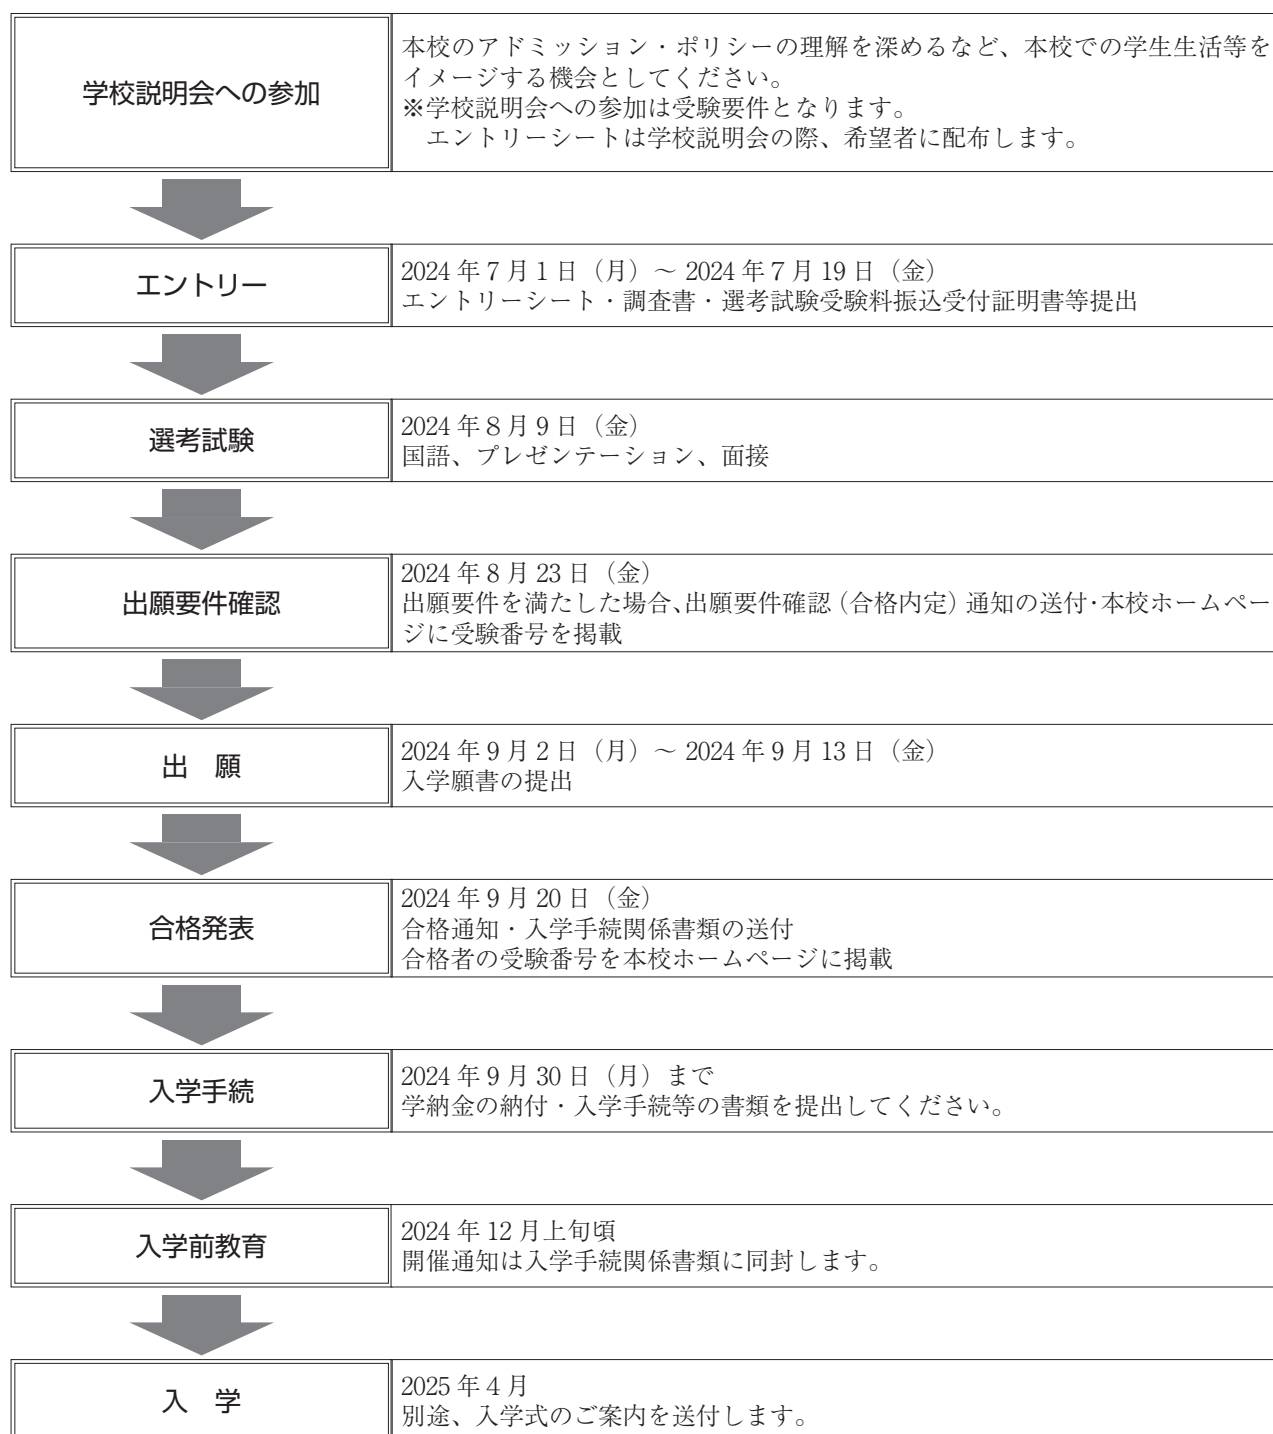 学校説明会への参加
本校のアドミッション・ポリシーの理解を深めるなど、本校での学生生活等を
イメージする機会としてください。
※学校説明会への参加は受験要件となります。
エントリーシートは学校説明会の際、希望者に配布します。
エントリー
2024年7月1日（月）～2024年7月19日（金）
エントリーシート・調査書・選考試験受験料振込受付証明書等提出
選考試験
2024年8月9日（金）
国語、プレゼンテーション、面接
出願要件確認
2024年8月23日（金）
出願要件を満たした場合、出願要件確認（合格内定）通知の送付・本校ホームペー
ジに受験番号を掲載
出　願
2024年9月2日（月）～2024年9月13日（金）
入学願書の提出
合格発表
2024年9月20日（金）
合格通知・入学手続関係書類の送付
合格者の受験番号を本校ホームページに掲載
入学手続
2024年9月30日（月）まで
学納金の納付・入学手続等の書類を提出してください。
入学前教育
2024年12月上旬頃
開催通知は入学手続関係書類に同封します。
入　学
2025年4月
別途、入学式のご案内を送付します。